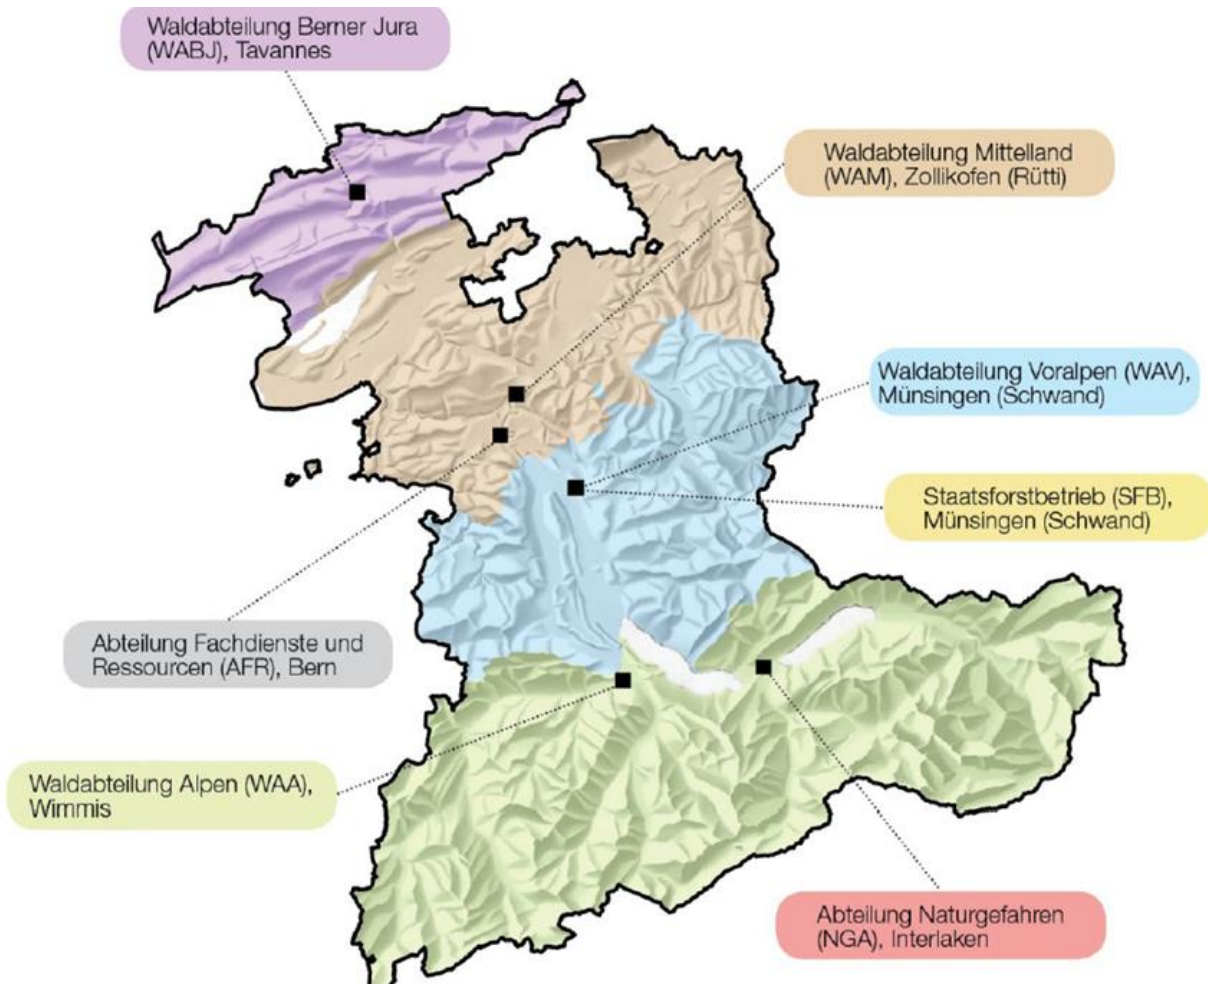 Waldabteilung Berner Jura
(WABJ), Tavannes
Waldabteilung Mittelland
(WAM), Zollikofen (Rütti)
Waldabteilung Voralpen (WAV),
Münsingen (Schwand)
Staatsforstbetrieb (SFB),
Münsingen (Schwand)
Abteilung Fachdienste und
Ressourcen (AFR), Bern
Waldabteilung Alpen (WAA),
Wimmis
Abteilung Naturgefahren
(NGA), Interlaken